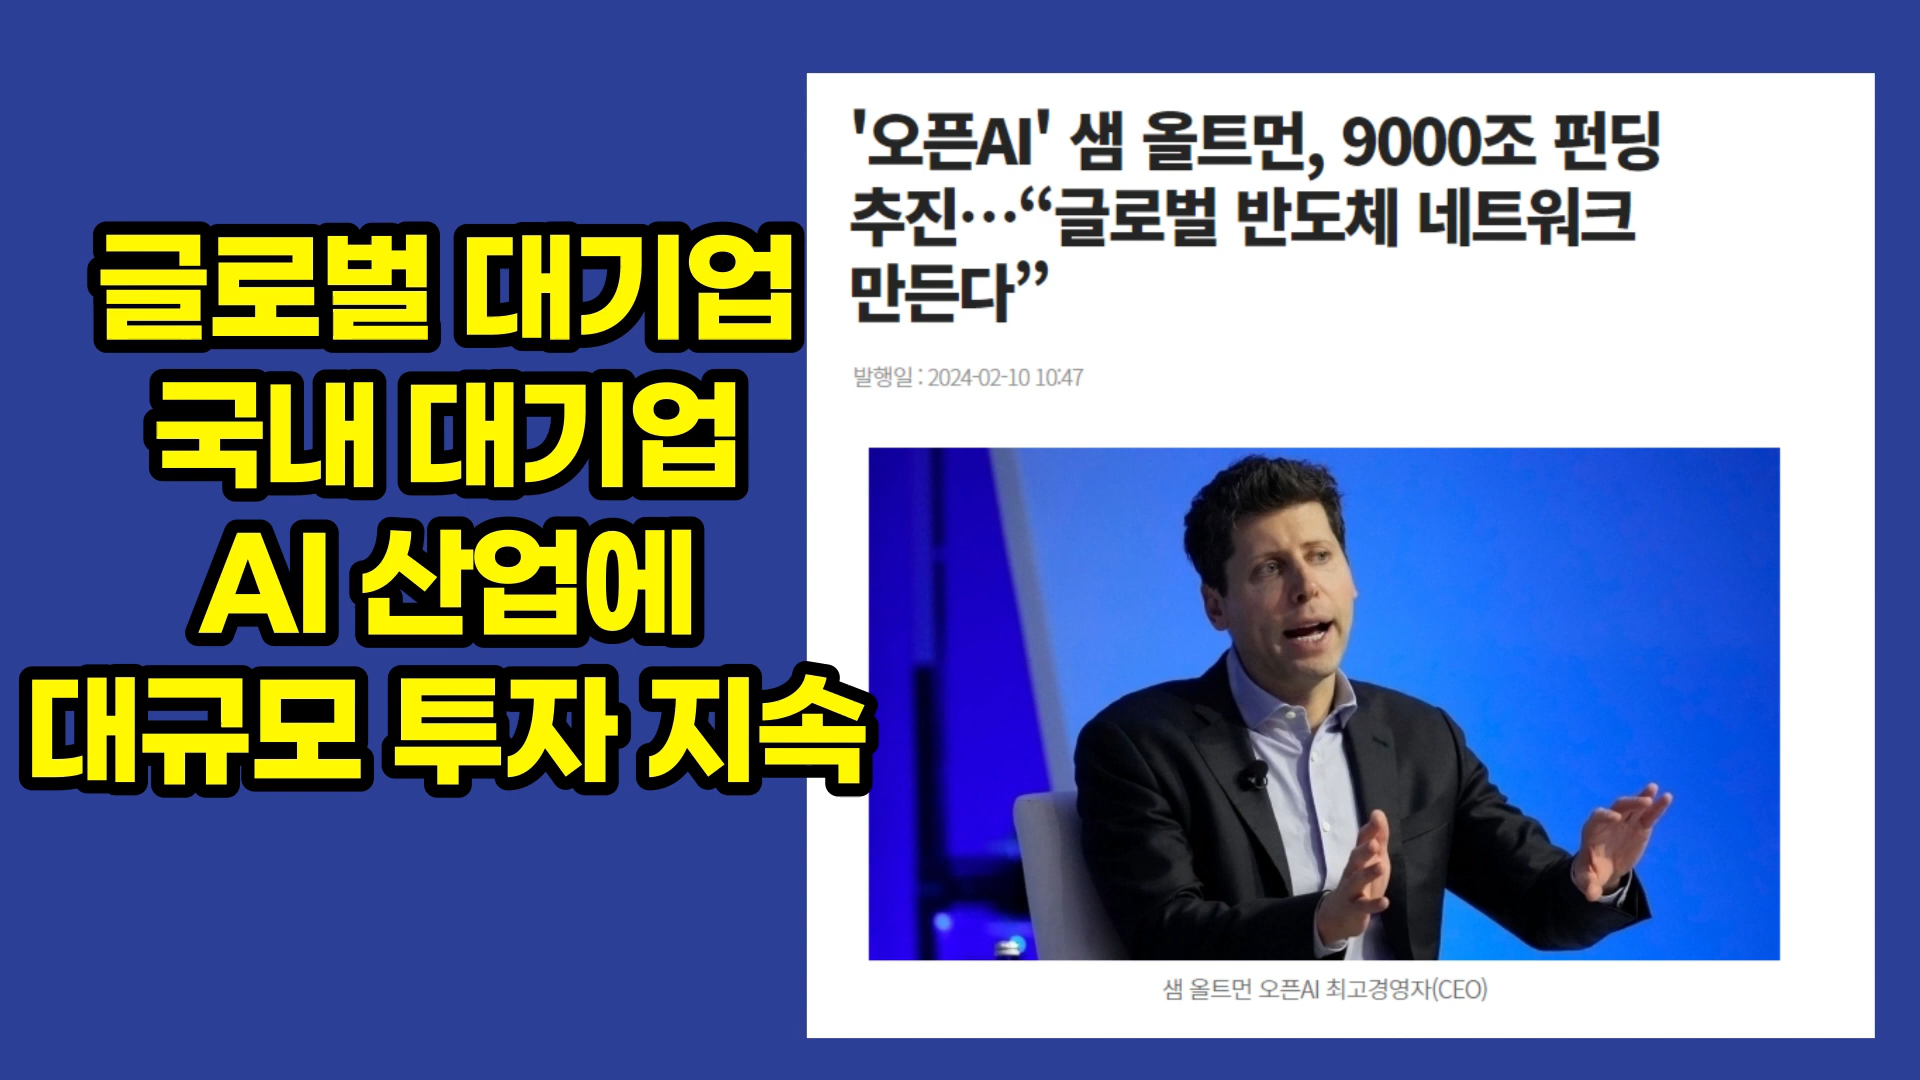 글로벌 대기업
국내 대기업
AI 산업에
대규모 투자 지속
'오픈AI' 샘 올트먼, 9000조 펀딩
추진…“글로벌 반도체 네트워크
만든다”
발행일 : 2024-02-10 10:47
샘 올트먼 오픈AI 최고경영자(CEO)